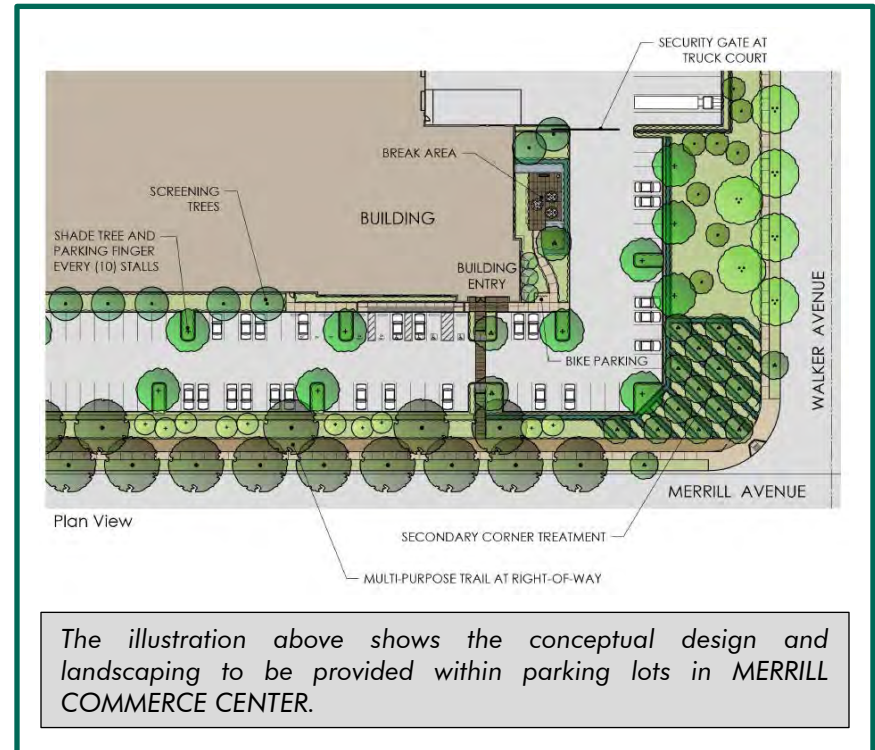 SECURITY GATE AT
TRUCK COURT
BREAK AREA
SCREENING
TREES
BUILDING
SHADE TREE AND
PARKING FINGER
EVERY (10) STALLS
BUILDING
ENTRY
BIKE PARKING
WALKER AVENUE
MERRILL AVENUE
Plan View
SECONDARY CORNER TREATMENT
MULTI-PURPOSE TRAIL AT RIGHT-OF-WAY
The illustration above shows the conceptual design and
landscaping to be provided within parking lots in MERRILL
COMMERCE CENTER.